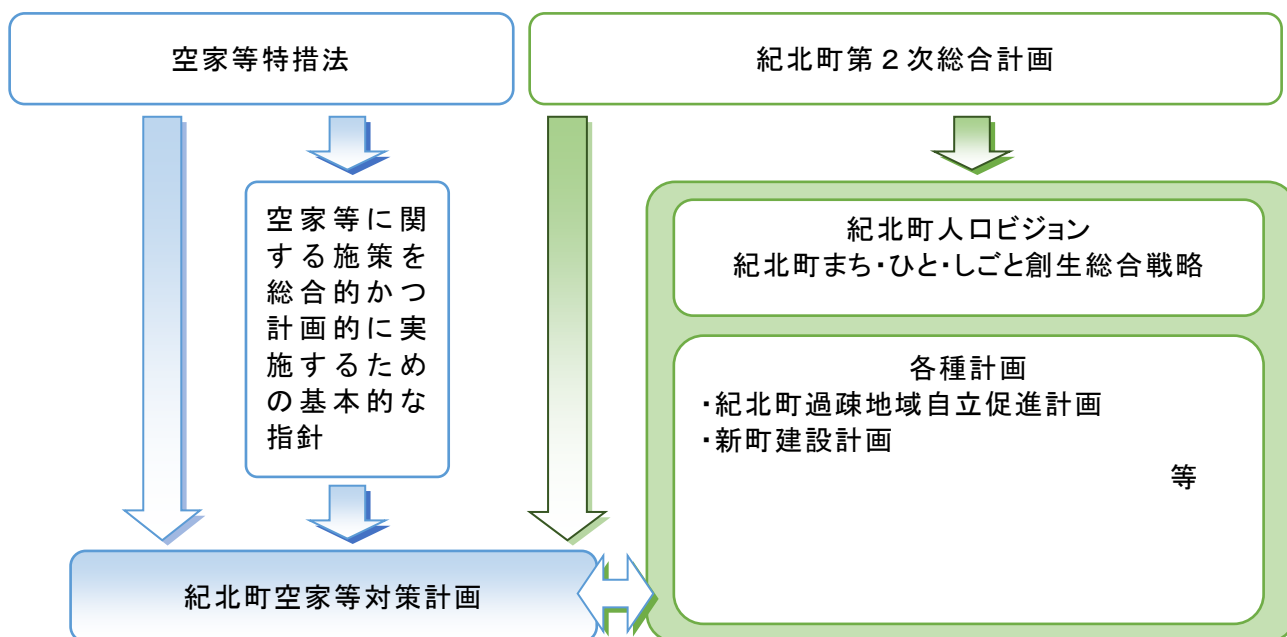 空家等特措法
紀北町第２次総合計画
空家等に関
する施策を
総合的かつ
計画的に実
施するため
の基本的な
指針
紀北町人口ビジョン
紀北町まち・ひと・しごと創生総合戦略
各種計画
・紀北町過疎地域自立促進計画
・新町建設計画
等
紀北町空家等対策計画